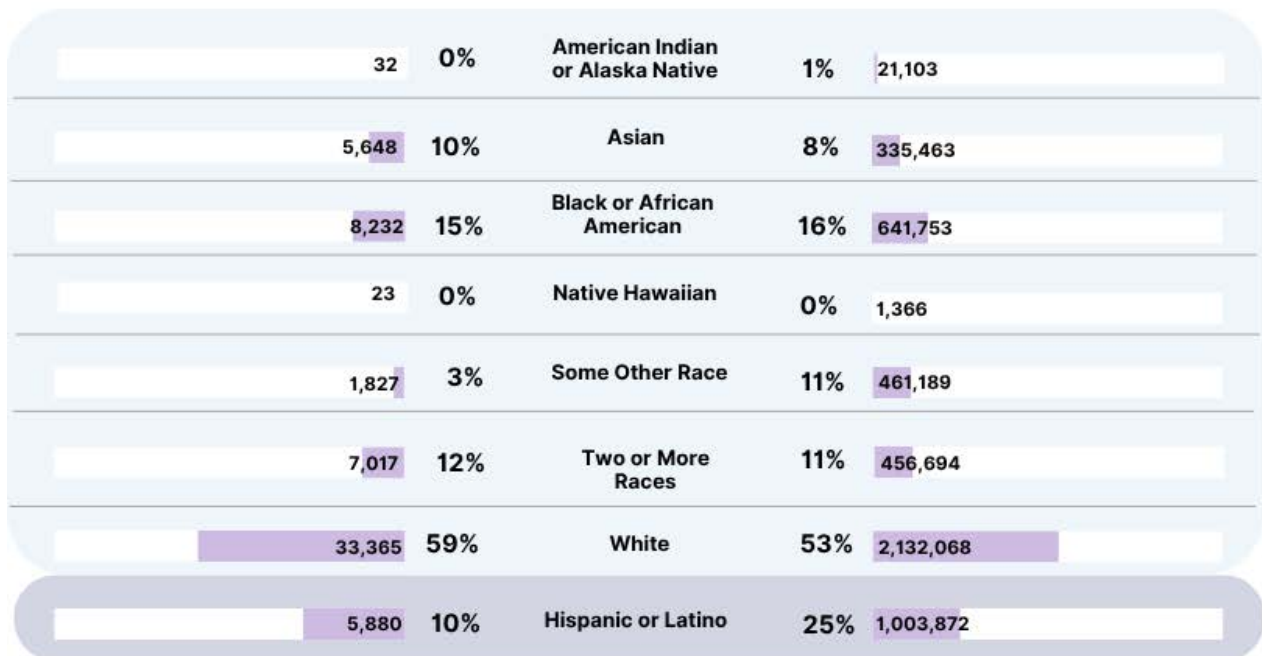 32 0% American Indian or Alaska Native 1% 21,103
5,648 10% Asian 8% 335,463
8,232 15% Black or African American 16% 641,753
23 0% Native Hawaiian 0% 1,366
1,827 3% Some Other Race 11% 461,189
7,017 12% Two or More Races 11% 456,694
33,365 59% White 53% 2,132,068
5,880 10% Hispanic or Latino 25% 1,003,872